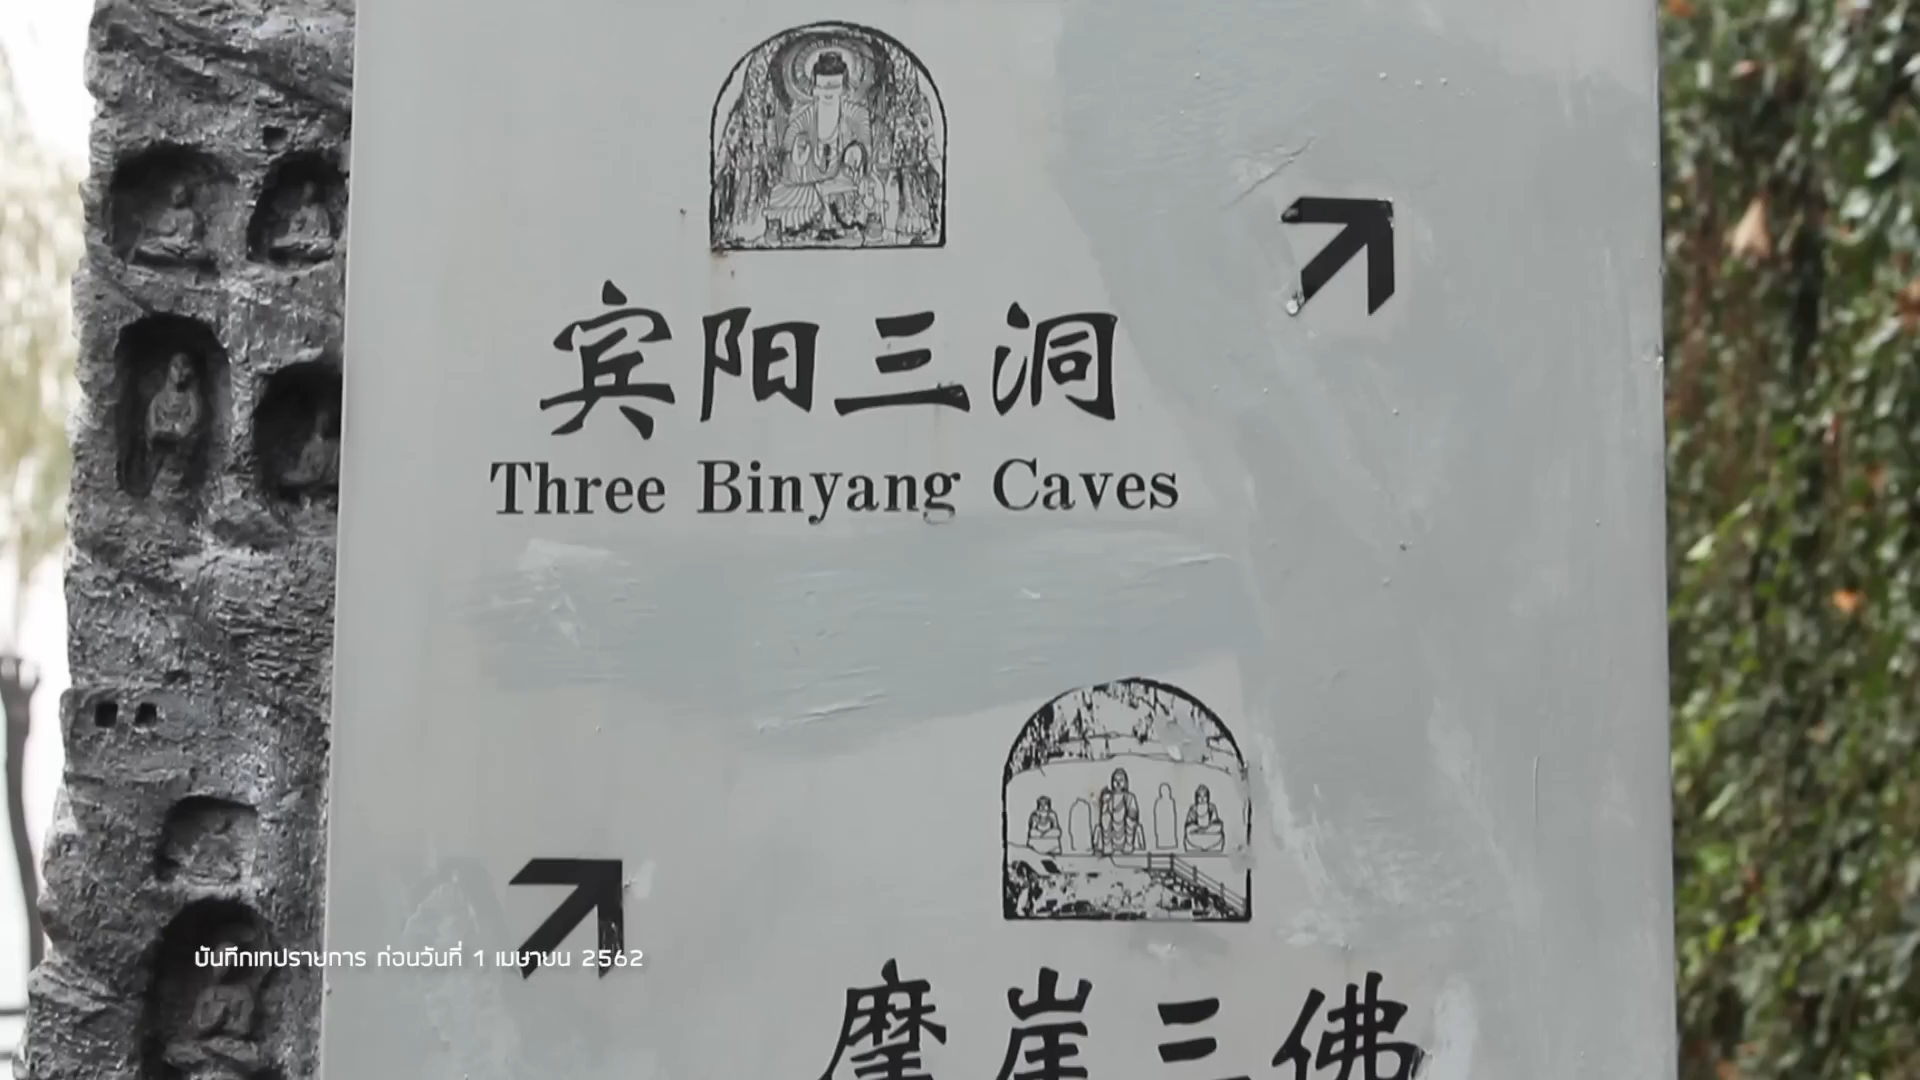 宾阳三洞
Three Binyang Caves
บันทึกเทปรายการ ก่อนวันที่ 1 เมษายน 2562
摩崖三佛